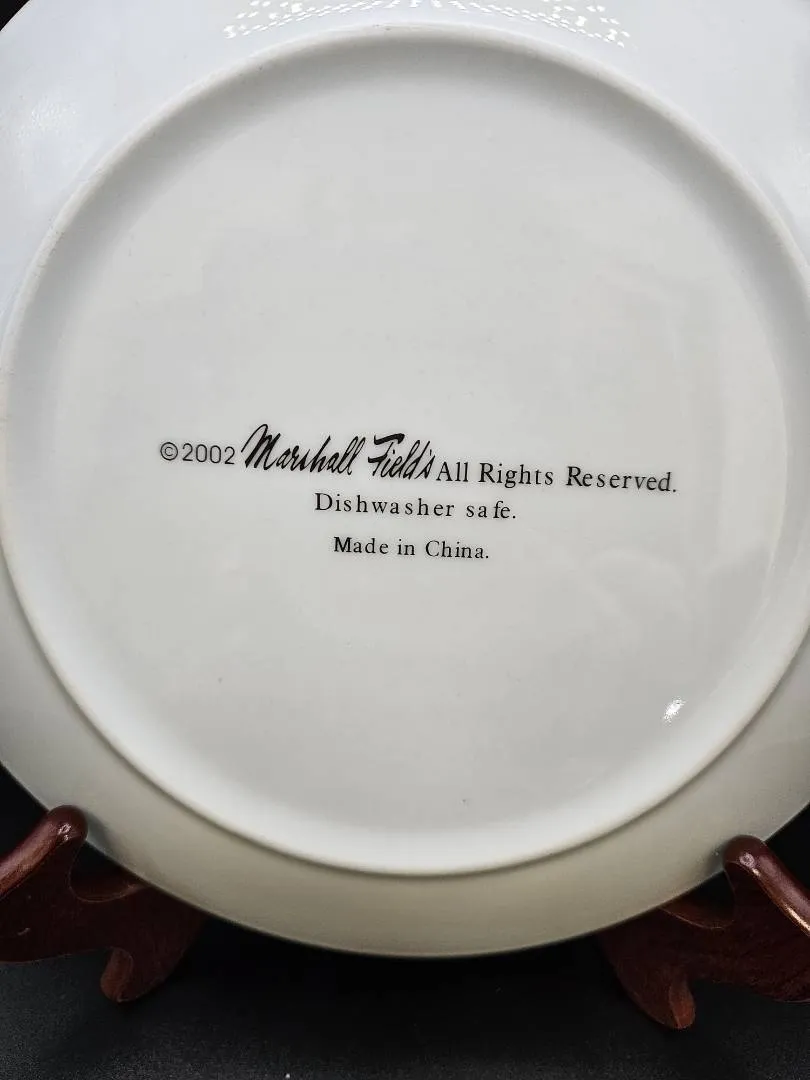 ©2002 Marshall Field's All Rights Reserved.
Dishwasher safe.
Made in China.